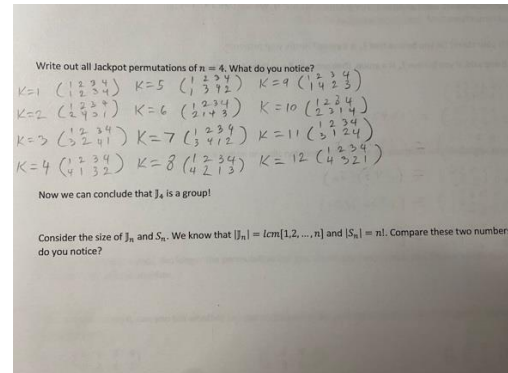 Write out all Jackpot permutations of n = 4. What do you notice?
K=1 (1 2 3 4 K=5 (1 2 3 4 K=9 (1 2 3 4
1 2 3 4) 1 3 4 2) 1 4 2 3)
K=2 (1 2 3 4 K=6 (1 2 3 4 K=10 (1 2 3 4
2 4 3 1) 2 1 4 3) 2 3 1 4)
K=3 (1 2 3 4 K=7 (1 2 3 4 K=11 (1 2 3 4
3 2 4 1) 3 4 1 2) 3 1 2 4)
K=4 (1 2 3 4 K=8 (1 2 3 4 K=12 (1 2 3 4
4 1 3 2) 4 2 1 3) 4 3 2 1)
Now we can conclude that 𝕁₄ is a group!
Consider the size of 𝕁ₙ and Sₙ. We know that |𝕁ₙ| = lcm[1,2, ..., n] and |Sₙ| = n!. Compare these two number
do you notice?